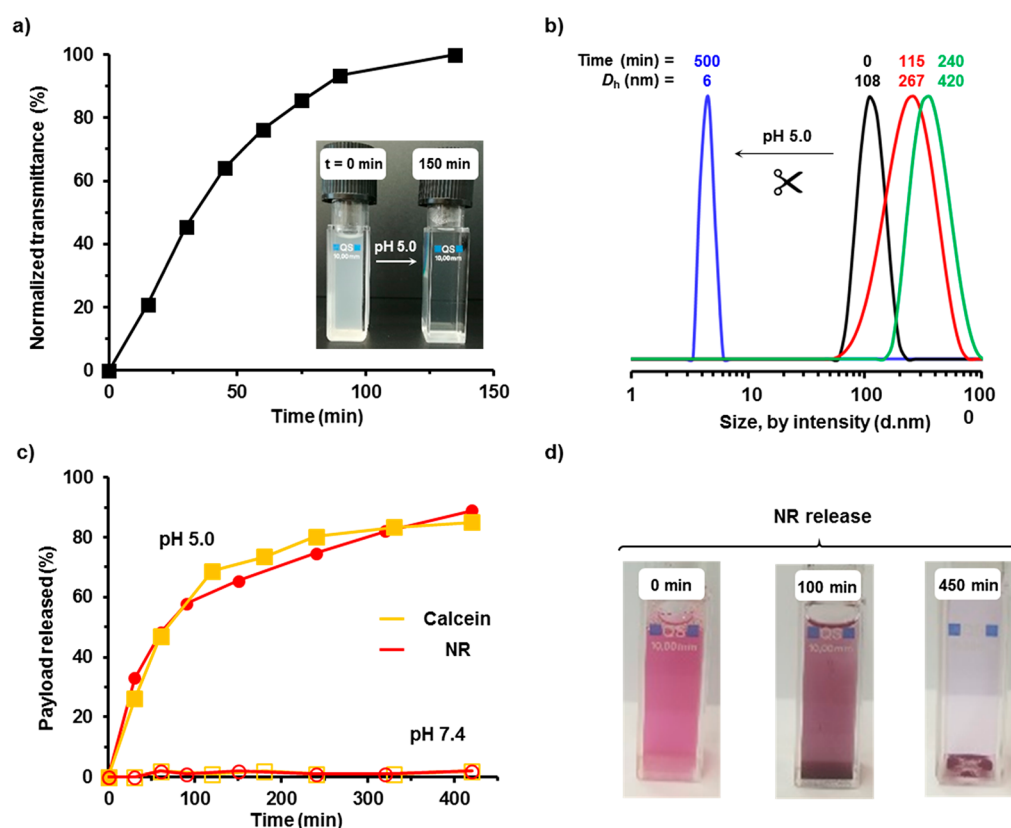 a)
Normalized transmittance (%)
100
80
60
40
20
0
0 50 100 150
Time (min)
t = 0 min
150 min
pH 5.0
QS
10,00mm
QS
10,00mm
b)
Time (min) = 500 0 115 240
Dh (nm) = 6 108 267 420
pH 5.0
1 10 100 100
0
Size, by intensity (d.nm)
c)
Payload released (%)
100
80
60
40
20
0
0 100 200 300 400
Time (min)
pH 5.0
Calcein
NR
pH 7.4
d)
NR release
0 min
100 min
450 min
QS
10,00mm
QS
10,00mm
QS
10,00mm